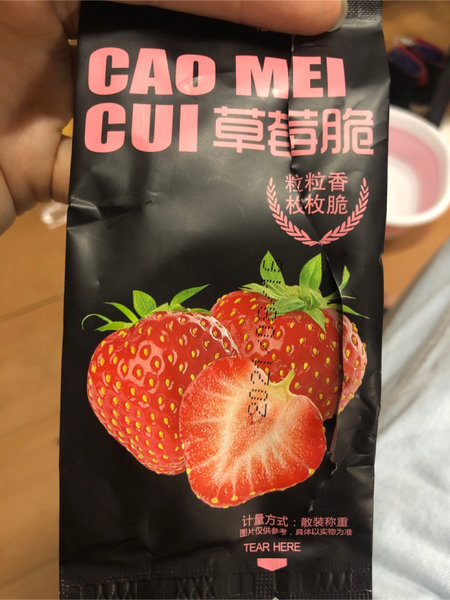 CAO MEI
CUI 草莓脆
粒粒香
枚枚脆
计量方式：散装称重
图片仅供参考，具体以实物为准
TEAR HERE